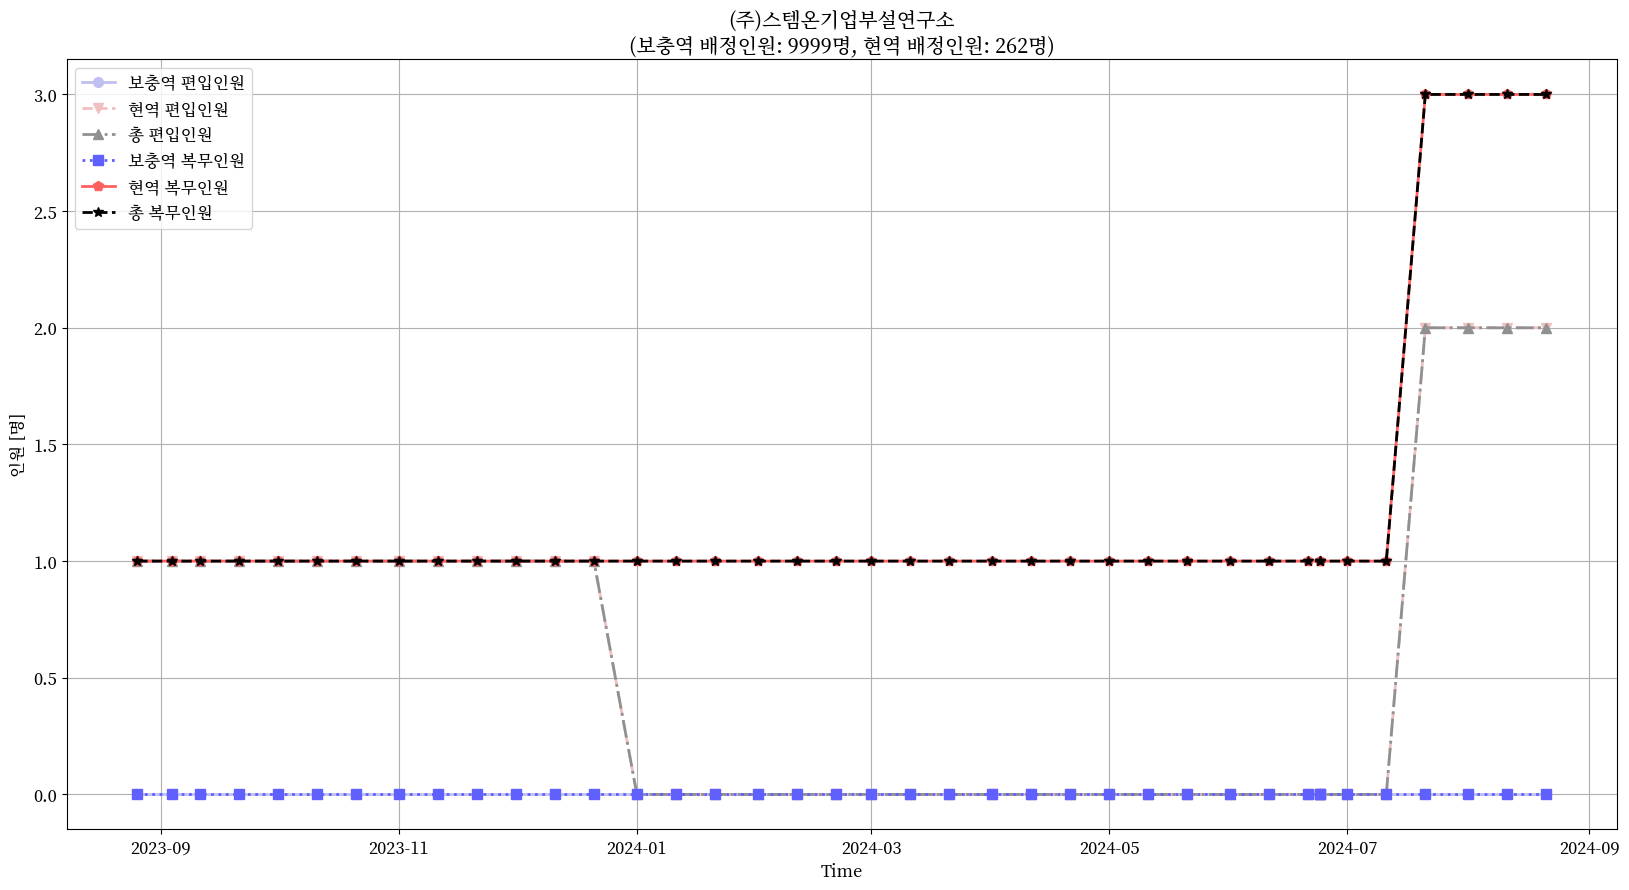 (주)스템온기업부설연구소
(보충역 배정인원: 9999명, 현역 배정인원: 262명)
보충역 편입인원
현역 편입인원
총 편입인원
보충역 복무인원
현역 복무인원
총 복무인원
3.0
2.5
2.0
1.5
1.0
0.5
0.0
인원 [명]
2023-09
2023-11
2024-01
2024-03
2024-05
2024-07
2024-09
Time